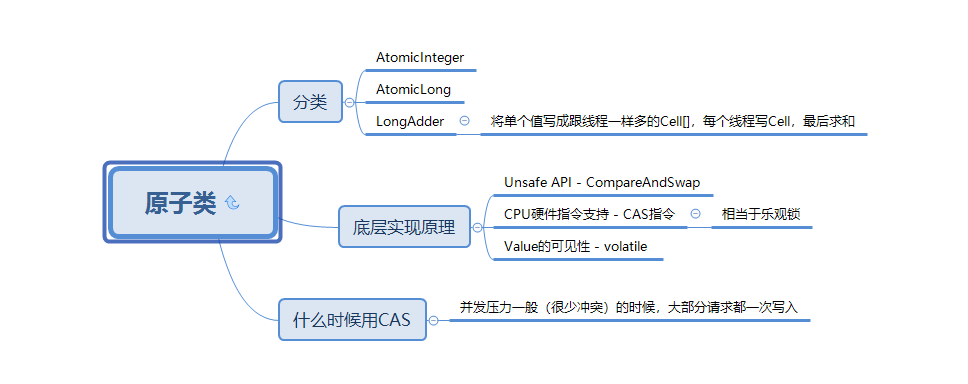 原子类
分类
AtomicInteger
AtomicLong
LongAdder
将单个值写成跟线程一样多的Cell[]，每个线程写Cell，最后求和
底层实现原理
Unsafe API - CompareAndSwap
CPU硬件指令支持 - CAS指令
相当于乐观锁
Value的可见性 - volatile
什么时候用CAS
并发压力一般（很少冲突）的时候，大部分请求都一次写入